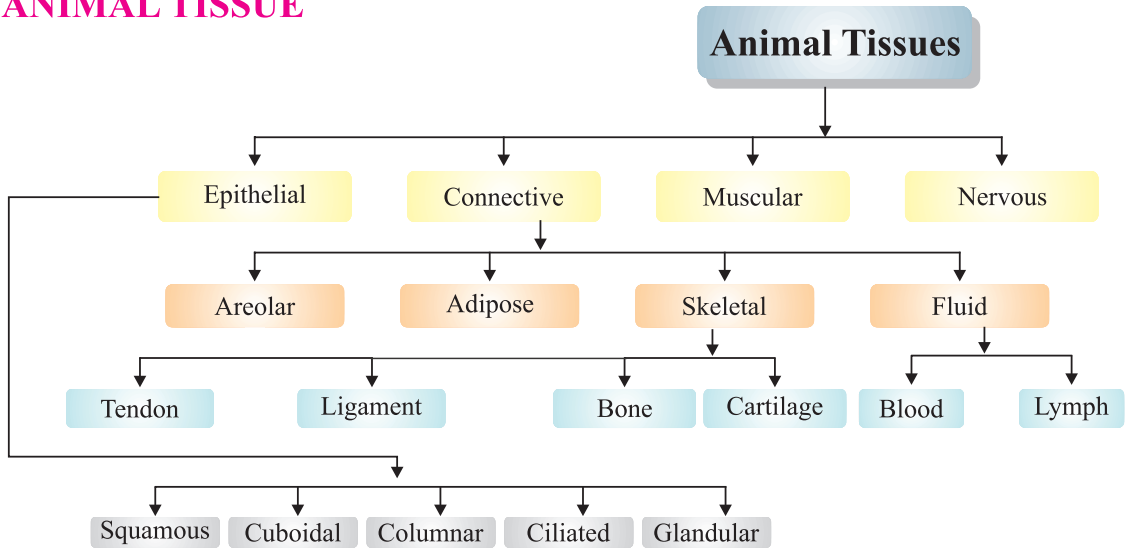 ANIMAL TISSUE
Animal Tissues
Epithelial
Connective
Muscular
Nervous
Areolar
Adipose
Skeletal
Fluid
Tendon
Ligament
Bone
Cartilage
Blood
Lymph
Squamous
Cuboidal
Columnar
Ciliated
Glandular